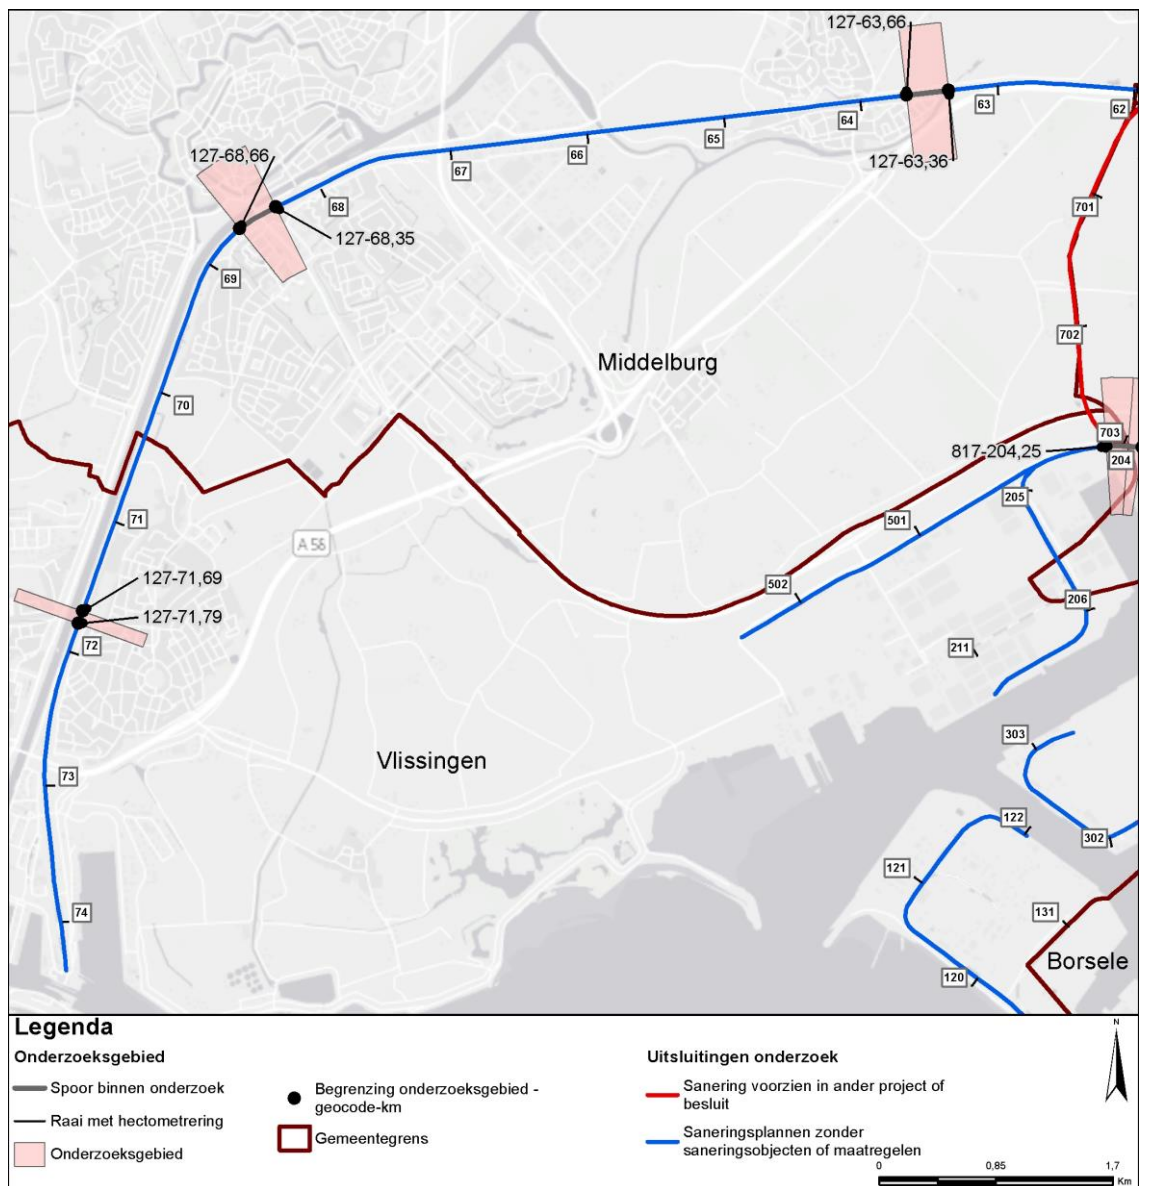 127-63,66
62
63
64
127-63,36
65
66
67
127-68,66
68
127-68,35
69
701
702
Middelburg
70
703
817-204,25
204
205
71
501
A 58
127-71,69
502
206
127-71,79
72
211
303
Vlissingen
73
122
302
121
74
131
Borsele
120
Legenda
Onderzoeksgebied
Spoor binnen onderzoek
Raai met hectometrering
Onderzoeksgebied
Begrenzing onderzoeksgebied -
geocode-km
Gemeentegrens
Uitsluitingen onderzoek
Sanering voorzien in ander project of
besluit
Saneringsplannen zonder
saneringsobjecten of maatregelen
N
0
0,85
1,7
Km